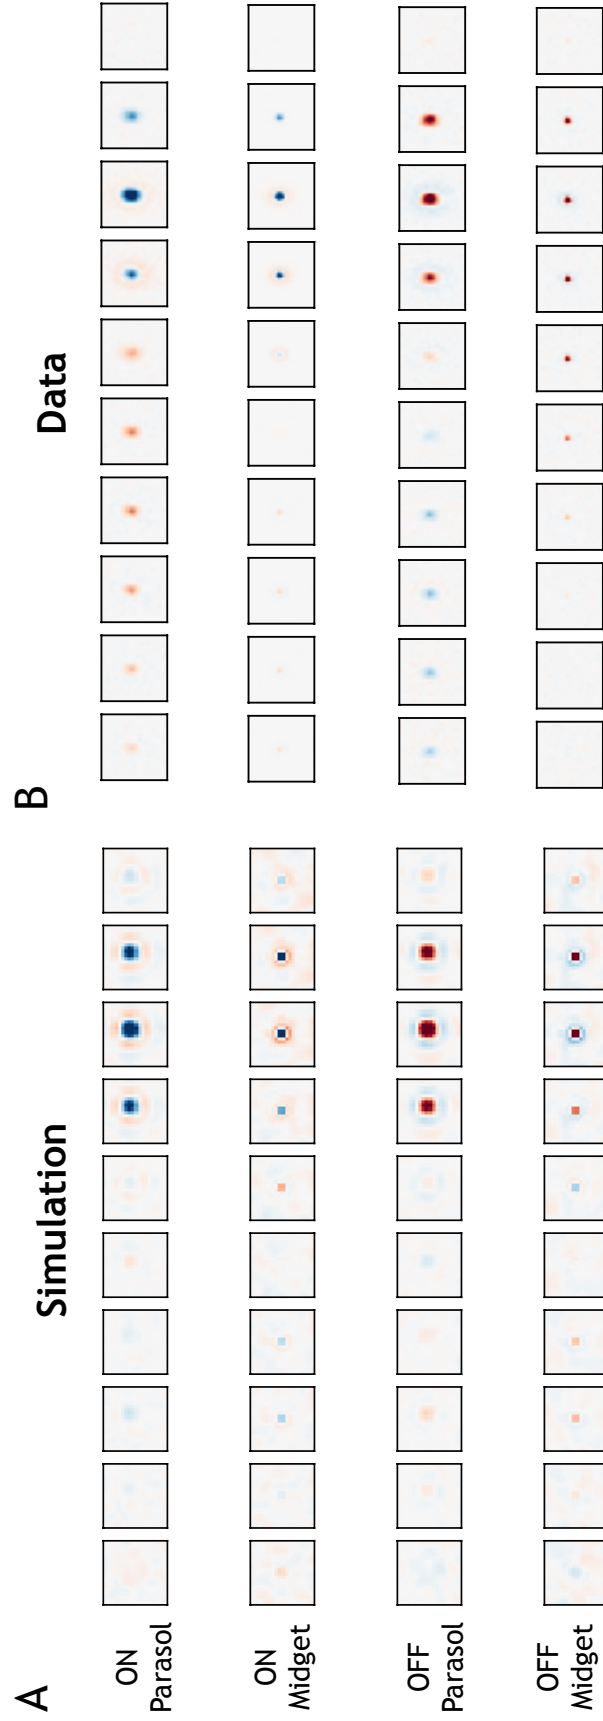 A
Simulation
ON
Parasol
ON
Midget
OFF
Parasol
OFF
Midget
B
Data